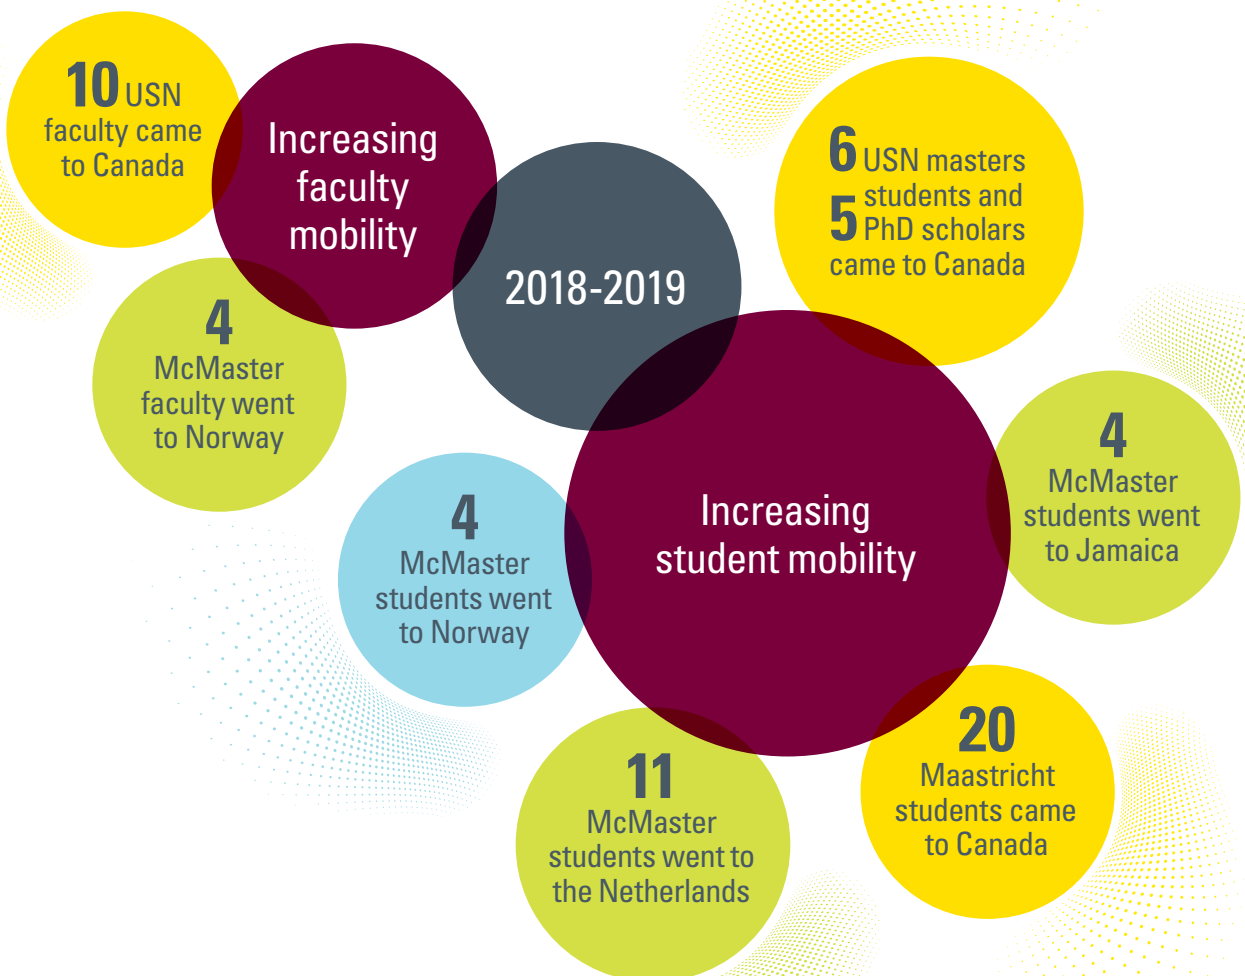 10 USN
faculty came
to Canada
Increasing
faculty
mobility
4
McMaster
faculty went
to Norway
2018-2019
6 USN masters
students and
5 PhD scholars
came to Canada
Increasing
student mobility
4
McMaster
students went
to Jamaica
4
McMaster
students went
to Norway
11
McMaster
students went to
the Netherlands
20
Maastricht
students came
to Canada